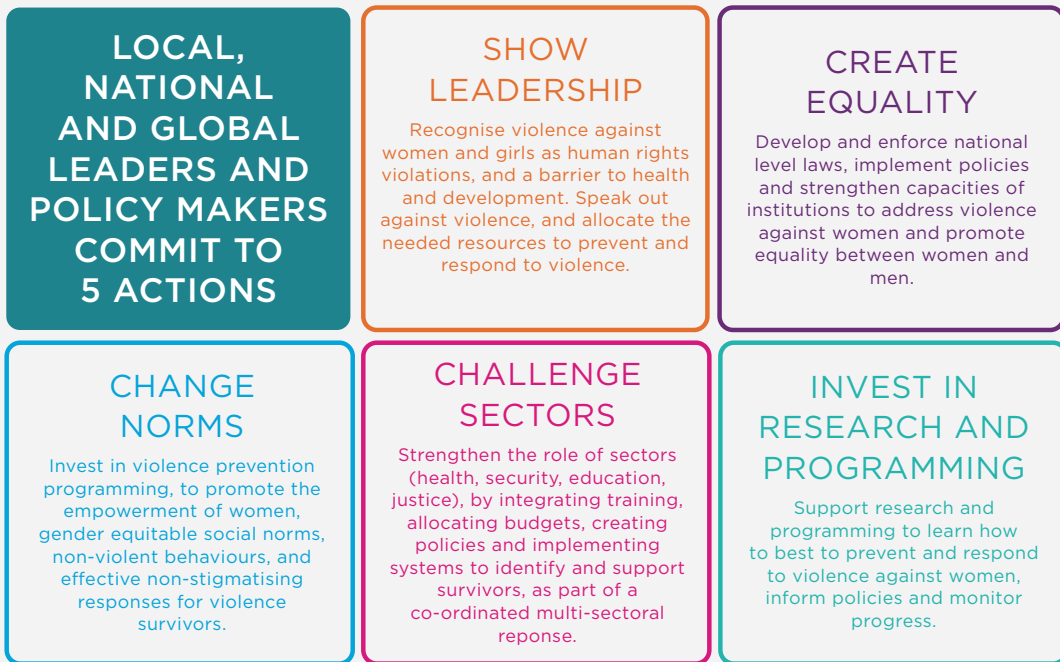 LOCAL,
NATIONAL
AND GLOBAL
LEADERS AND
POLICY MAKERS
COMMIT TO
5 ACTIONS
SHOW
LEADERSHIP
Recognise violence against
women and girls as human rights
violations, and a barrier to health
and development. Speak out
against violence, and allocate the
needed resources to prevent and
respond to violence.
CREATE
EQUALITY
Develop and enforce national
level laws, implement policies
and strengthen capacities of
institutions to address violence
against women and promote
equality between women and
men.
CHANGE
NORMS
Invest in violence prevention
programming, to promote the
empowerment of women,
gender equitable social norms,
non-violent behaviours, and
effective non-stigmatising
responses for violence
survivors.
CHALLENGE
SECTORS
Strengthen the role of sectors
(health, security, education,
justice), by integrating training,
allocating budgets, creating
policies and implementing
systems to identify and support
survivors, as part of a
co-ordinated multi-sectoral
reponse.
INVEST IN
RESEARCH AND
PROGRAMMING
Support research and
programming to learn how
to best to prevent and respond
to violence against women,
inform policies and monitor
progress.